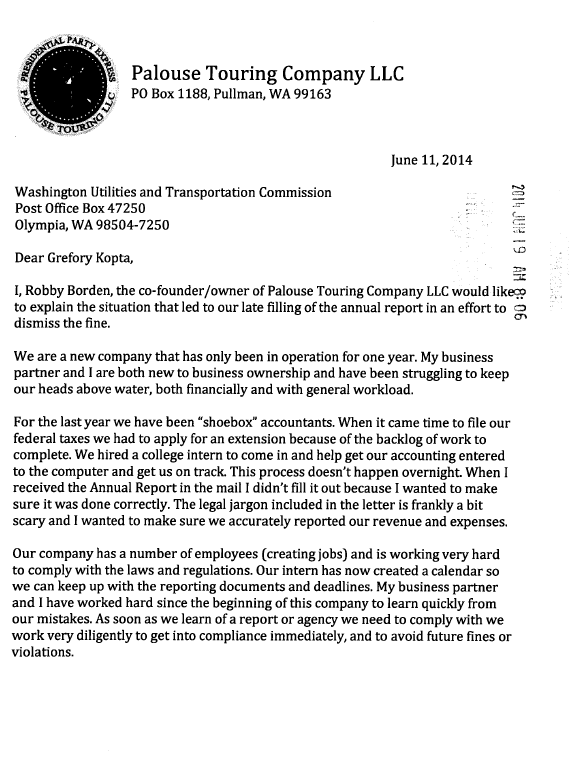 PRESIDENTIAL PARTY EXPRESS
PALOUSE TOURING LLC
Palouse Touring Company LLC
PO Box 1188, Pullman, WA 99163
June 11, 2014
Washington Utilities and Transportation Commission
Post Office Box 47250
Olympia, WA 98504-7250
2014 JUN 19 AM 8:06
Dear Grefory Kopta,
I, Robby Borden, the co-founder/owner of Palouse Touring Company LLC would like
to explain the situation that led to our late filling of the annual report in an effort to
dismiss the fine.
We are a new company that has only been in operation for one year. My business
partner and I are both new to business ownership and have been struggling to keep
our heads above water, both financially and with general workload.
For the last year we have been “shoebox” accountants. When it came time to file our
federal taxes we had to apply for an extension because of the backlog of work to
complete. We hired a college intern to come in and help get our accounting entered
to the computer and get us on track. This process doesn’t happen overnight. When I
received the Annual Report in the mail I didn’t fill it out because I wanted to make
sure it was done correctly. The legal jargon included in the letter is frankly a bit
scary and I wanted to make sure we accurately reported our revenue and expenses.
Our company has a number of employees (creating jobs) and is working very hard
to comply with the laws and regulations. Our intern has now created a calendar so
we can keep up with the reporting documents and deadlines. My business partner
and I have worked hard since the beginning of this company to learn quickly from
our mistakes. As soon as we learn of a report or agency we need to comply with we
work very diligently to get into compliance immediately, and to avoid future fines or
violations.